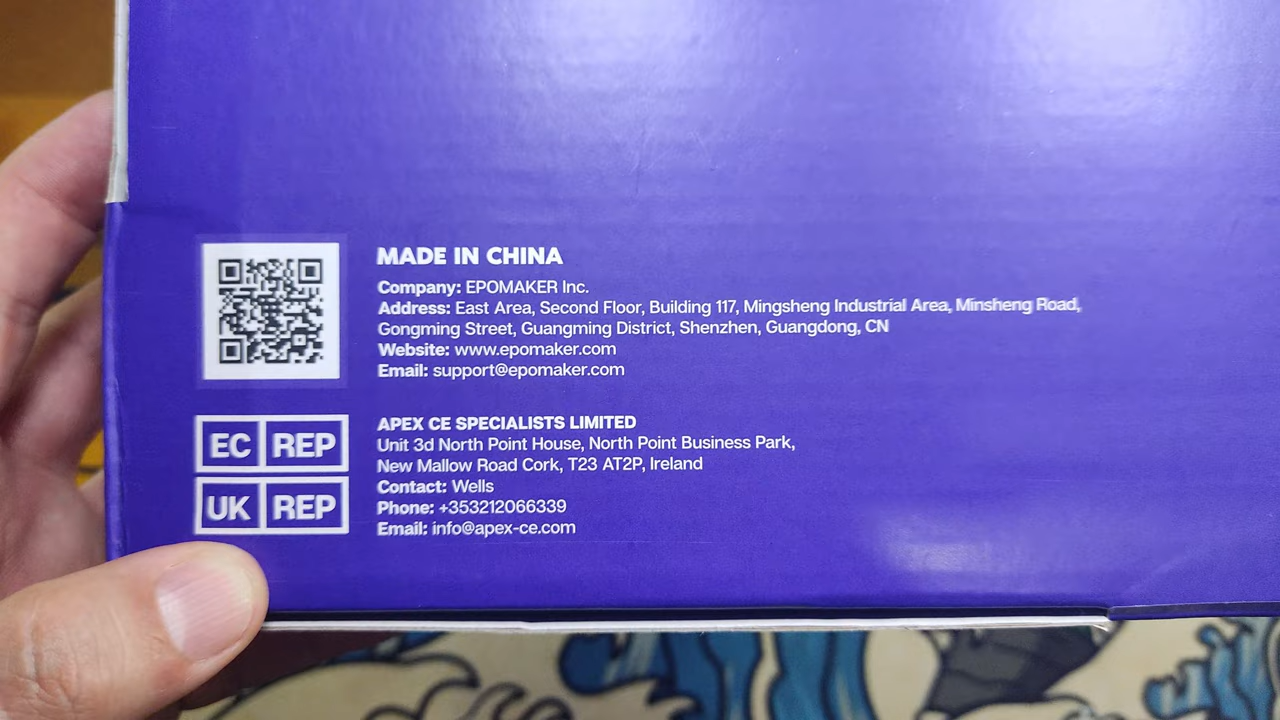 MADE IN CHINA
Company: EPOMAKER Inc.
Address: East Area, Second Floor, Building 117, Mingsheng Industrial Area, Minsheng Road,
Gongming Street, Guangming District, Shenzhen, Guangdong, CN
Website: www.epomaker.com
Email: support@epomaker.com
EC REP
UK REP
APEX CE SPECIALISTS LIMITED
Unit 3d North Point House, North Point Business Park,
New Mallow Road Cork, T23 AT2P, Ireland
Contact: Wells
Phone: +353212066339
Email: info@apex-ce.com